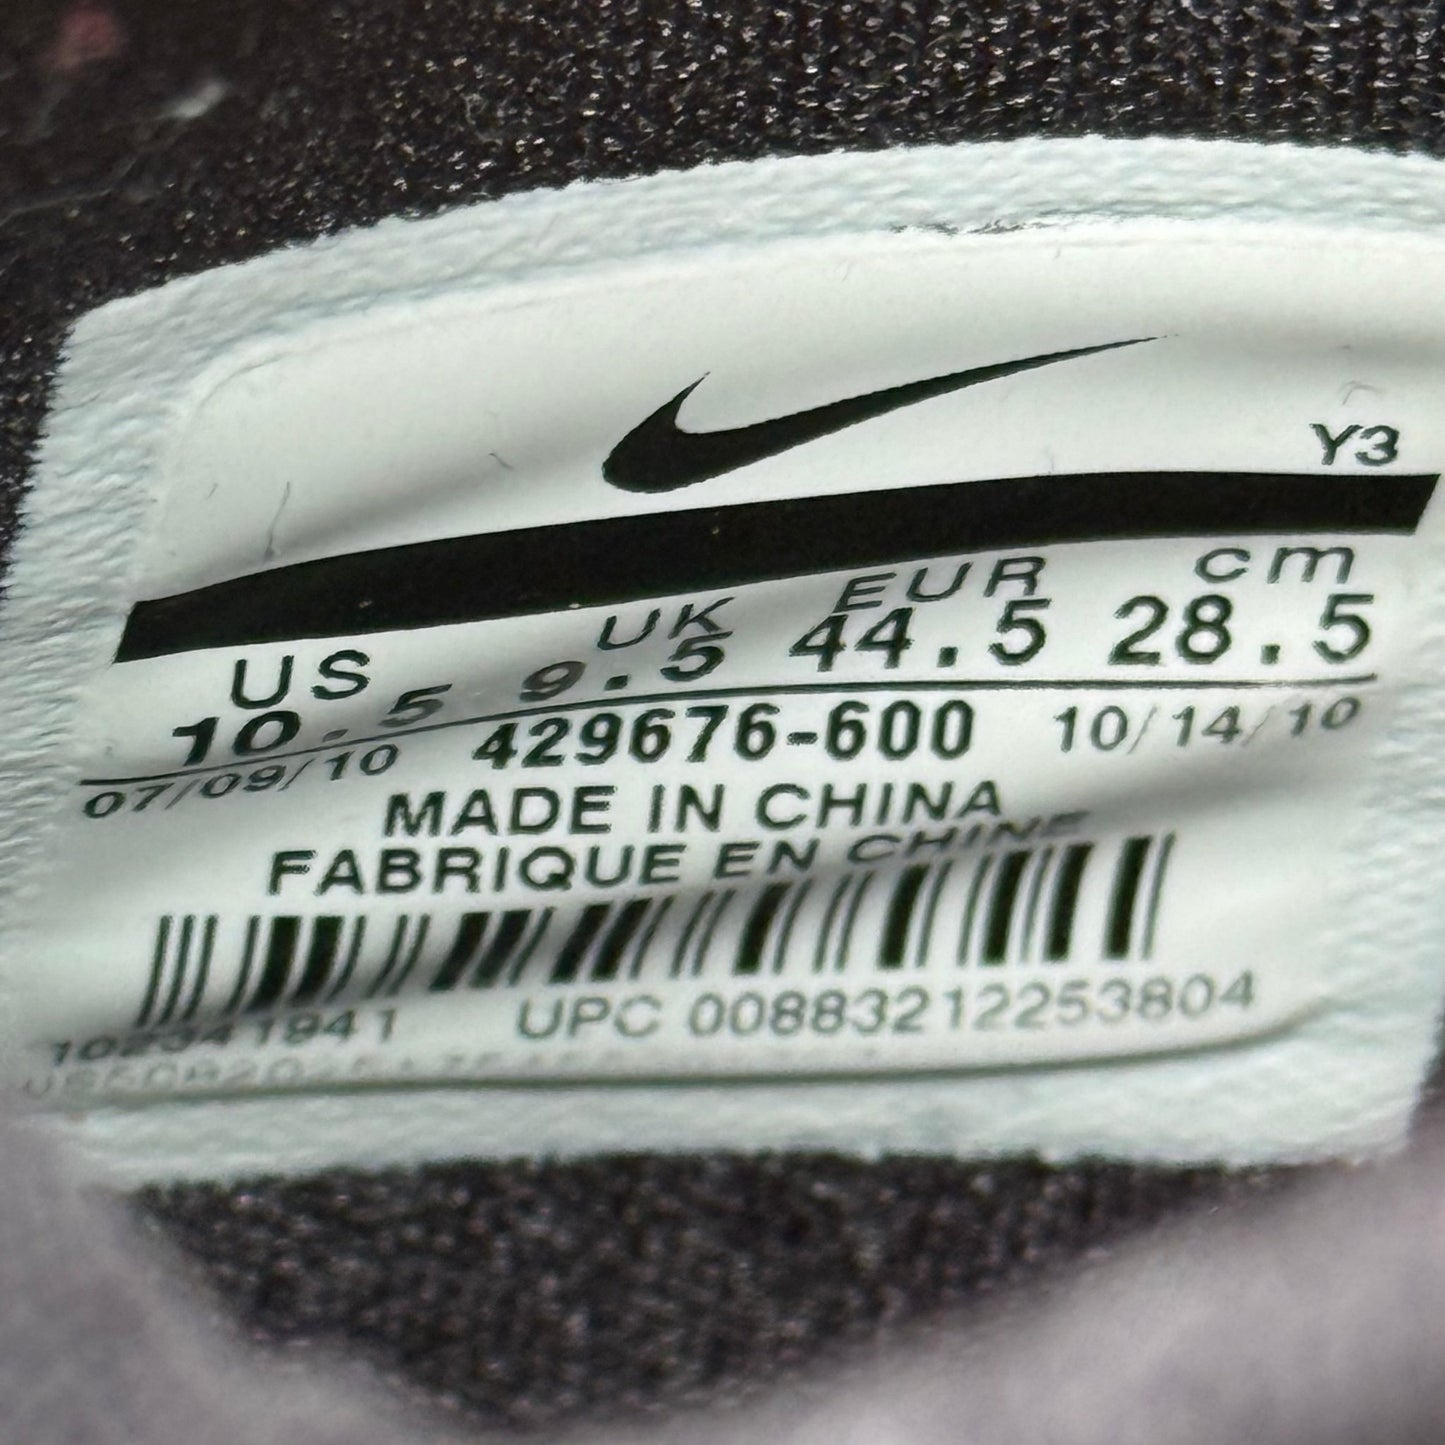 Y3
US UK EUR cm
10.5 9.5 44.5 28.5
07/09/10 429676-600 10/14/10
MADE IN CHINA
FABRIQUE EN CHINE
102341941 UPC 00883212253804